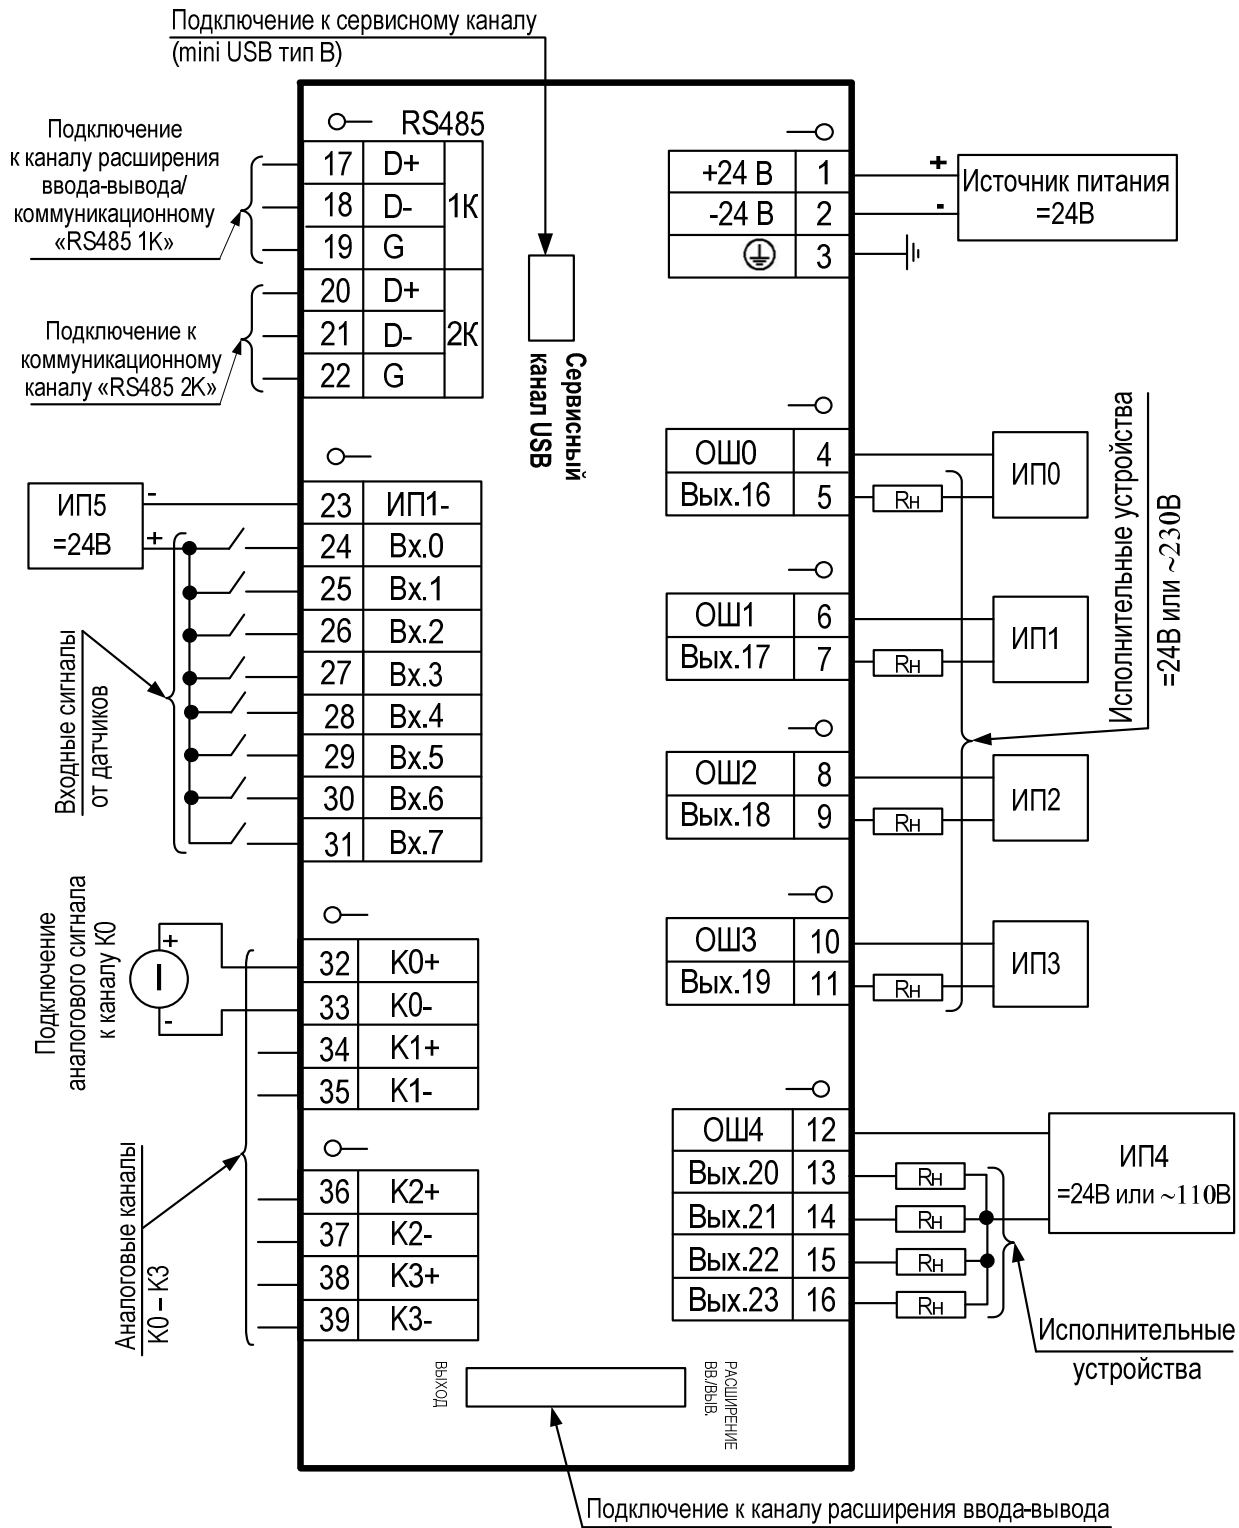 Подключение к сервисному каналу
(mini USB тип B)
Подключение
к каналу расширения
ввода-вывода/
коммуникационному
«RS485 1К»
RS485
17 D+
18 D- 1К
19 G
20 D+
21 D- 2К
22 G
Подключение к
коммуникационному
каналу «RS485 2К»
Сервисный
канал USB
+24 В 1
-24 В 2
3
+
-
Источник питания
=24В
ИП5
=24В
-
+
23 ИП1-
24 Вх.0
25 Вх.1
26 Вх.2
27 Вх.3
28 Вх.4
29 Вх.5
30 Вх.6
31 Вх.7
Входные сигналы
от датчиков
ОШ0 4
Вых.16 5
Rн
ИП0
ОШ1 6
Вых.17 7
Rн
ИП1
ОШ2 8
Вых.18 9
Rн
ИП2
ОШ3 10
Вых.19 11
Rн
ИП3
Исполнительные устройства
=24В или ~230В
Подключение
аналогового сигнала
к каналу К0
+
I
-
32 К0+
33 К0-
34 К1+
35 К1-
36 К2+
37 К2-
38 К3+
39 К3-
Аналоговые каналы
К0 – К3
ОШ4 12
Вых.20 13
Вых.21 14
Вых.22 15
Вых.23 16
Rн
Rн
Rн
Rн
ИП4
=24В или ~110В
Исполнительные
устройства
ВЫХОД
РАСШИРЕНИЕ
ВВ./ВЫВ.
Подключение к каналу расширения ввода-вывода